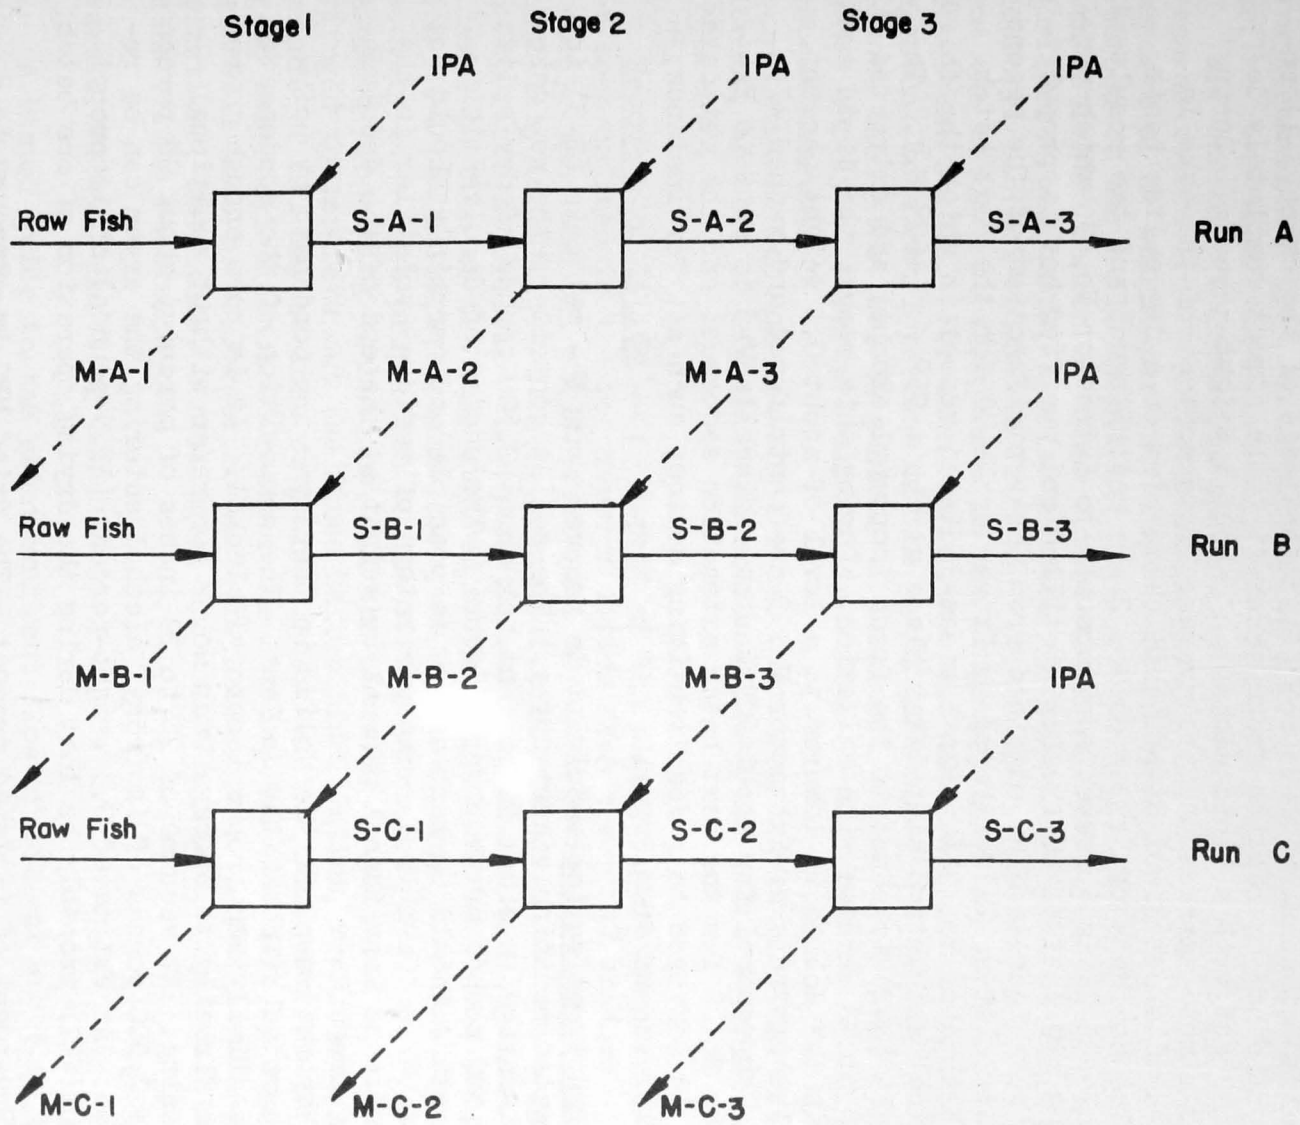 Stage 1 Stage 2 Stage 3
IPA IPA IPA
Raw Fish S-A-1 S-A-2 S-A-3 Run A
M-A-1 M-A-2 M-A-3 IPA
Raw Fish S-B-1 S-B-2 S-B-3 Run B
M-B-1 M-B-2 M-B-3 IPA
Raw Fish S-C-1 S-C-2 S-C-3 Run C
M-C-1 M-C-2 M-C-3